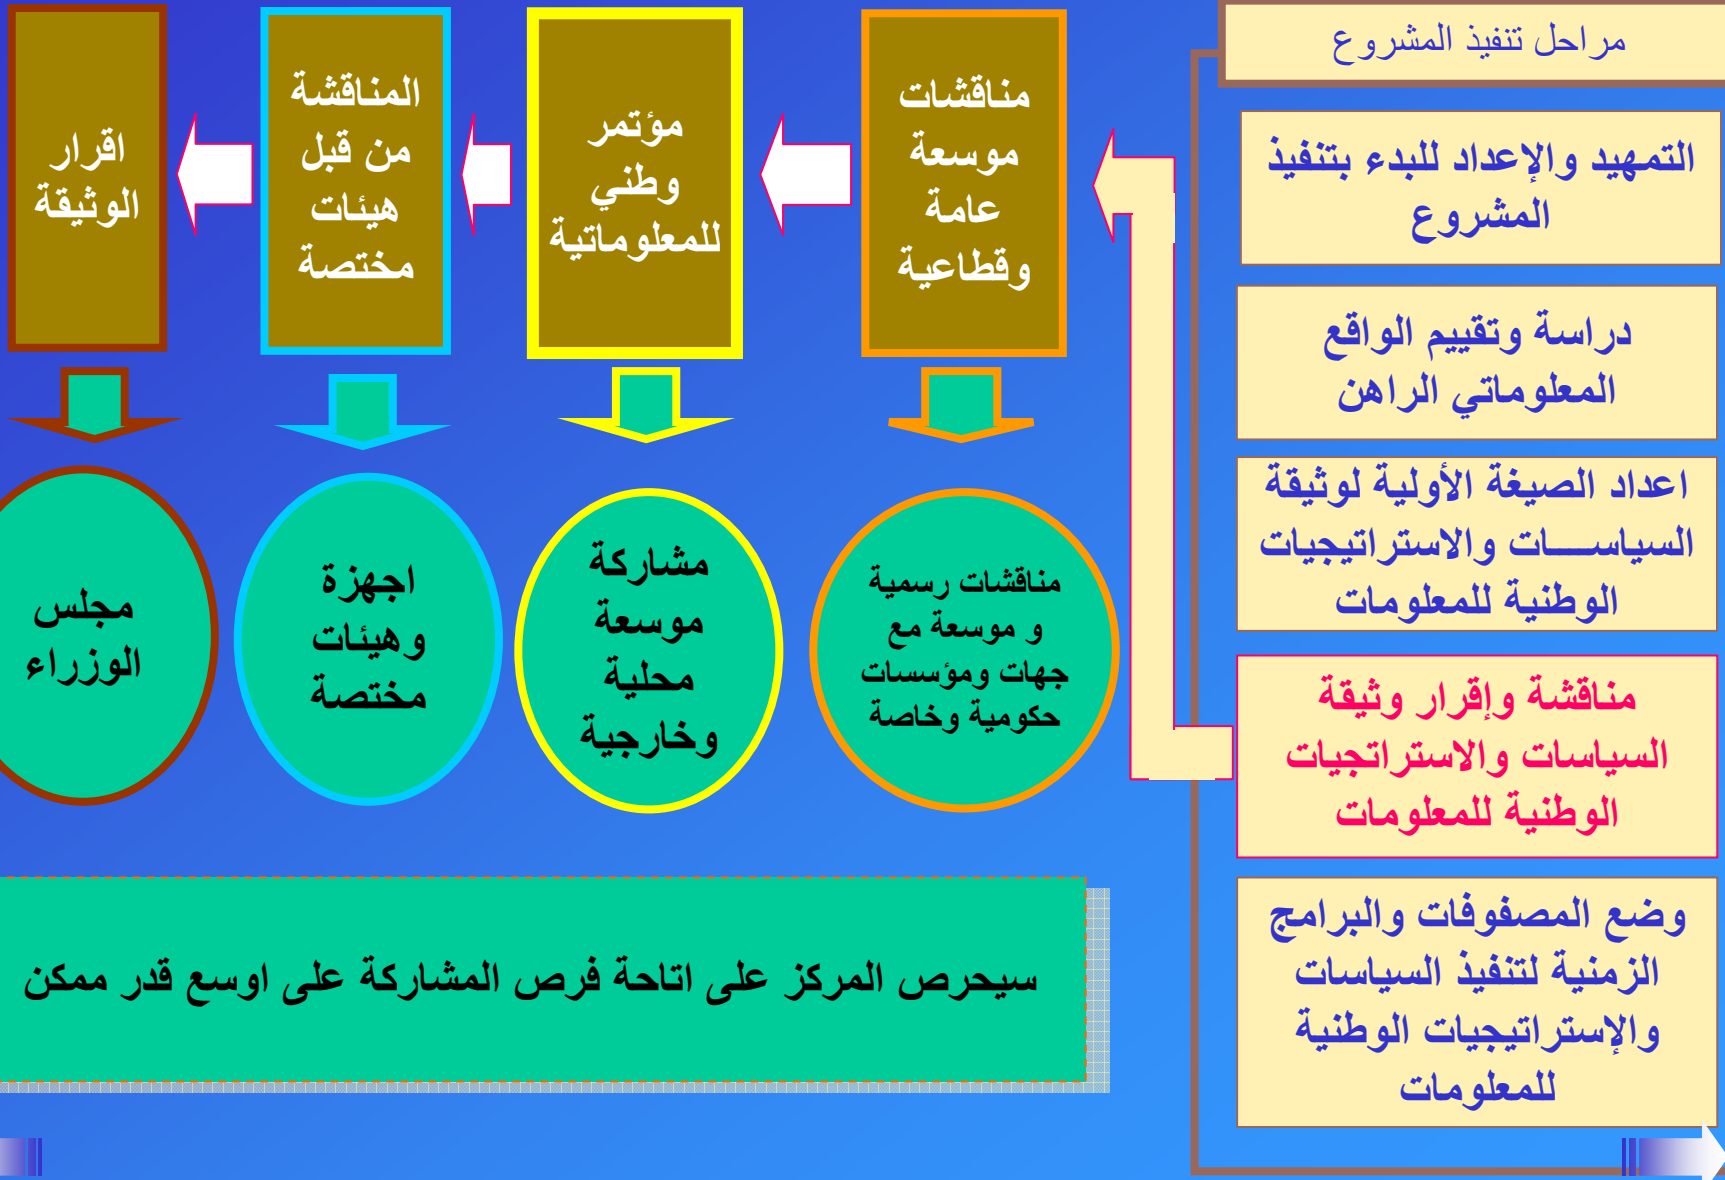 مراحل تنفيذ المشروع
التمهيد والإعداد للبدء بتنفيذ
المشروع
دراسة وتقييم الواقع
المعلوماتي الراهن
اعداد الصيغة الأولية لوثيقة
السياســـات والاستراتيجيات
الوطنية للمعلومات
مناقشة وإقرار وثيقة
السياسات والاستراتجيات
الوطنية للمعلومات
وضع المصفوفات والبرامج
الزمنية لتنفيذ السياسات
والإستراتيجيات الوطنية
للمعلومات
مناقشات
موسعة
عامة
وقطاعية
مؤتمر
وطني
للمعلوماتية
المناقشة
من قبل
هيئات
مختصة
اقرار
الوثيقة
مناقشات رسمية
و موسعة مع
جهات ومؤسسات
حكومية وخاصة
مشاركة
موسعة
محلية
وخارجية
اجهزة
وهيئات
مختصة
مجلس
الوزراء
سيحرص المركز على اتاحة فرص المشاركة على اوسع قدر ممكن